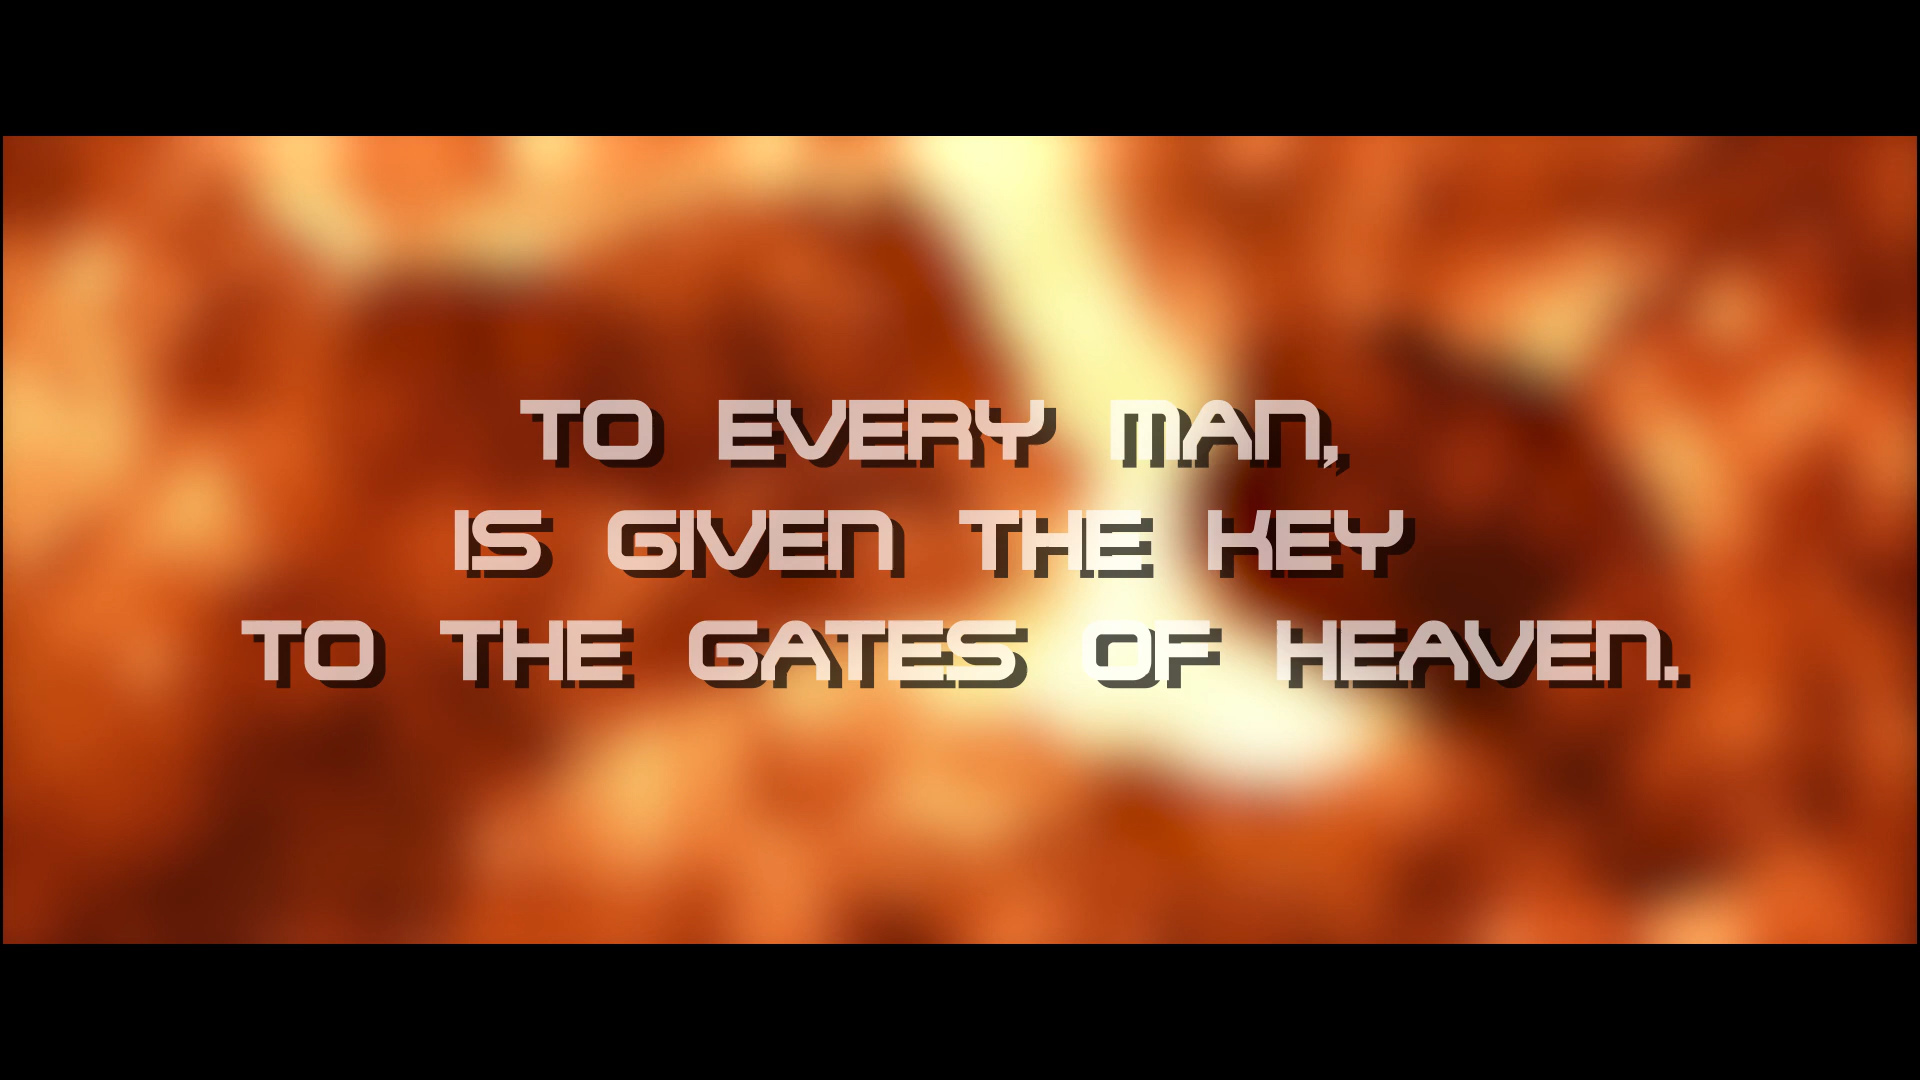 TO EVERY MAN,
IS GIVEN THE KEY
TO THE GATES OF HEAVEN.